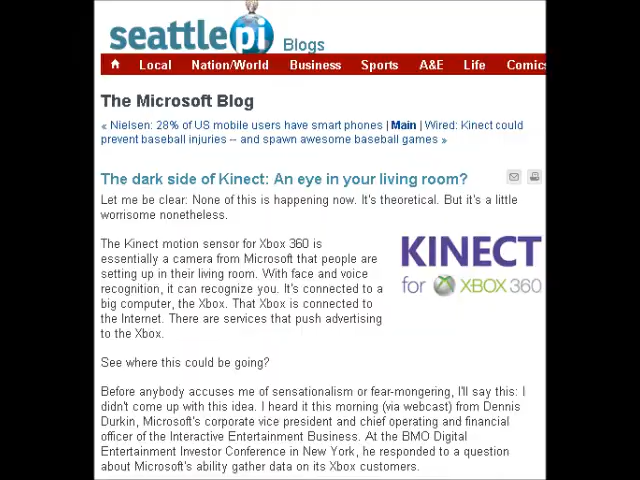 seattlepi Blogs
Local Nation/World Business Sports A&E Life Comics
The Microsoft Blog
« Nielsen: 28% of US mobile users have smart phones | Main | Wired: Kinect could
prevent baseball injuries -- and spawn awesome baseball games »
The dark side of Kinect: An eye in your living room?
Let me be clear: None of this is happening now. It's theoretical. But it's a little
worrisome nonetheless.
The Kinect motion sensor for Xbox 360 is
essentially a camera from Microsoft that people are
setting up in their living room. With face and voice
recognition, it can recognize you. It's connected to a
big computer, the Xbox. That Xbox is connected to
the Internet. There are services that push advertising
to the Xbox.
KINECT
for XBOX 360
See where this could be going?
Before anybody accuses me of sensationalism or fear-mongering, I'll say this: I
didn't come up with this idea. I heard it this morning (via webcast) from Dennis
Durkin, Microsoft's corporate vice president and chief operating and financial
officer of the Interactive Entertainment Business. At the BMO Digital
Entertainment Investor Conference in New York, he responded to a question
about Microsoft's ability gather data on its Xbox customers.